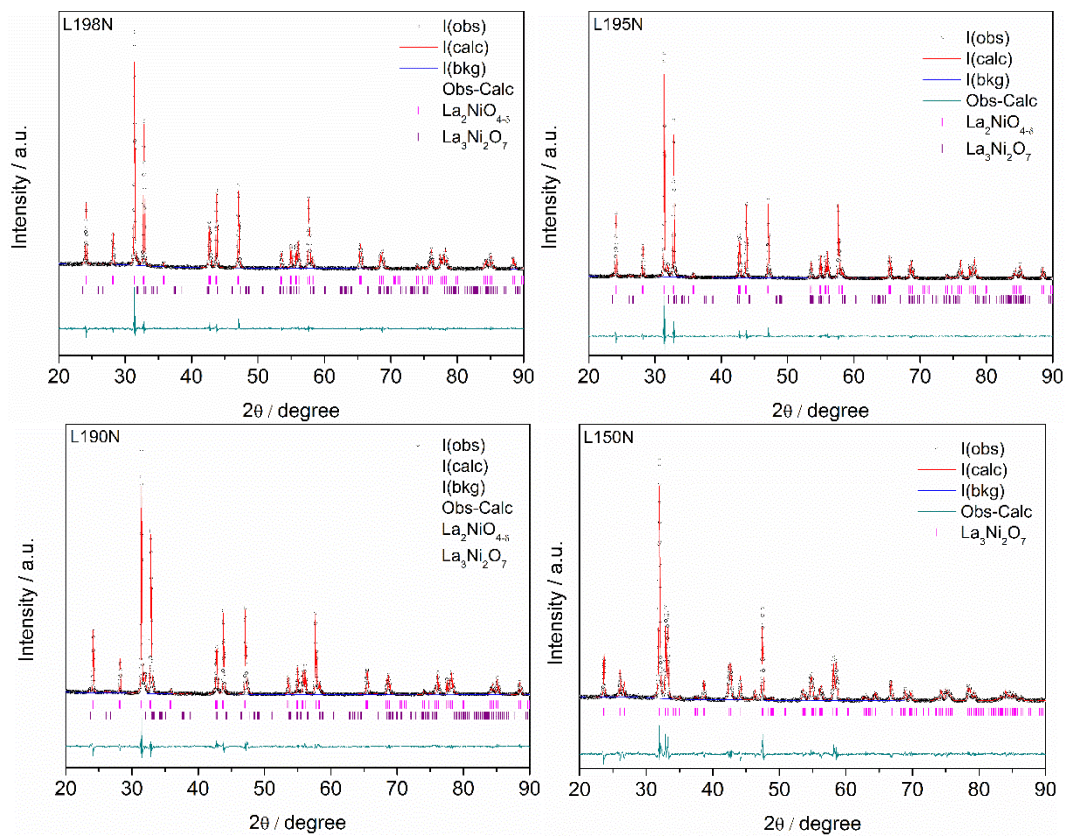 L198N
I(obs)
I(calc)
I(bkg)
Obs-Calc
La₂NiO₄₋δ
La₃Ni₂O₇
Intensity / a.u.
20 30 40 50 60 70 80 90
2θ / degree
L195N
I(obs)
I(calc)
I(bkg)
Obs-Calc
La₂NiO₄₋δ
La₃Ni₂O₇
Intensity / a.u.
20 30 40 50 60 70 80 90
2θ / degree
L190N
I(obs)
I(calc)
I(bkg)
Obs-Calc
La₂NiO₄₋δ
La₃Ni₂O₇
Intensity / a.u.
20 30 40 50 60 70 80 90
2θ / degree
L150N
I(obs)
I(calc)
I(bkg)
Obs-Calc
La₃Ni₂O₇
Intensity / a.u.
20 30 40 50 60 70 80 90
2θ / degree